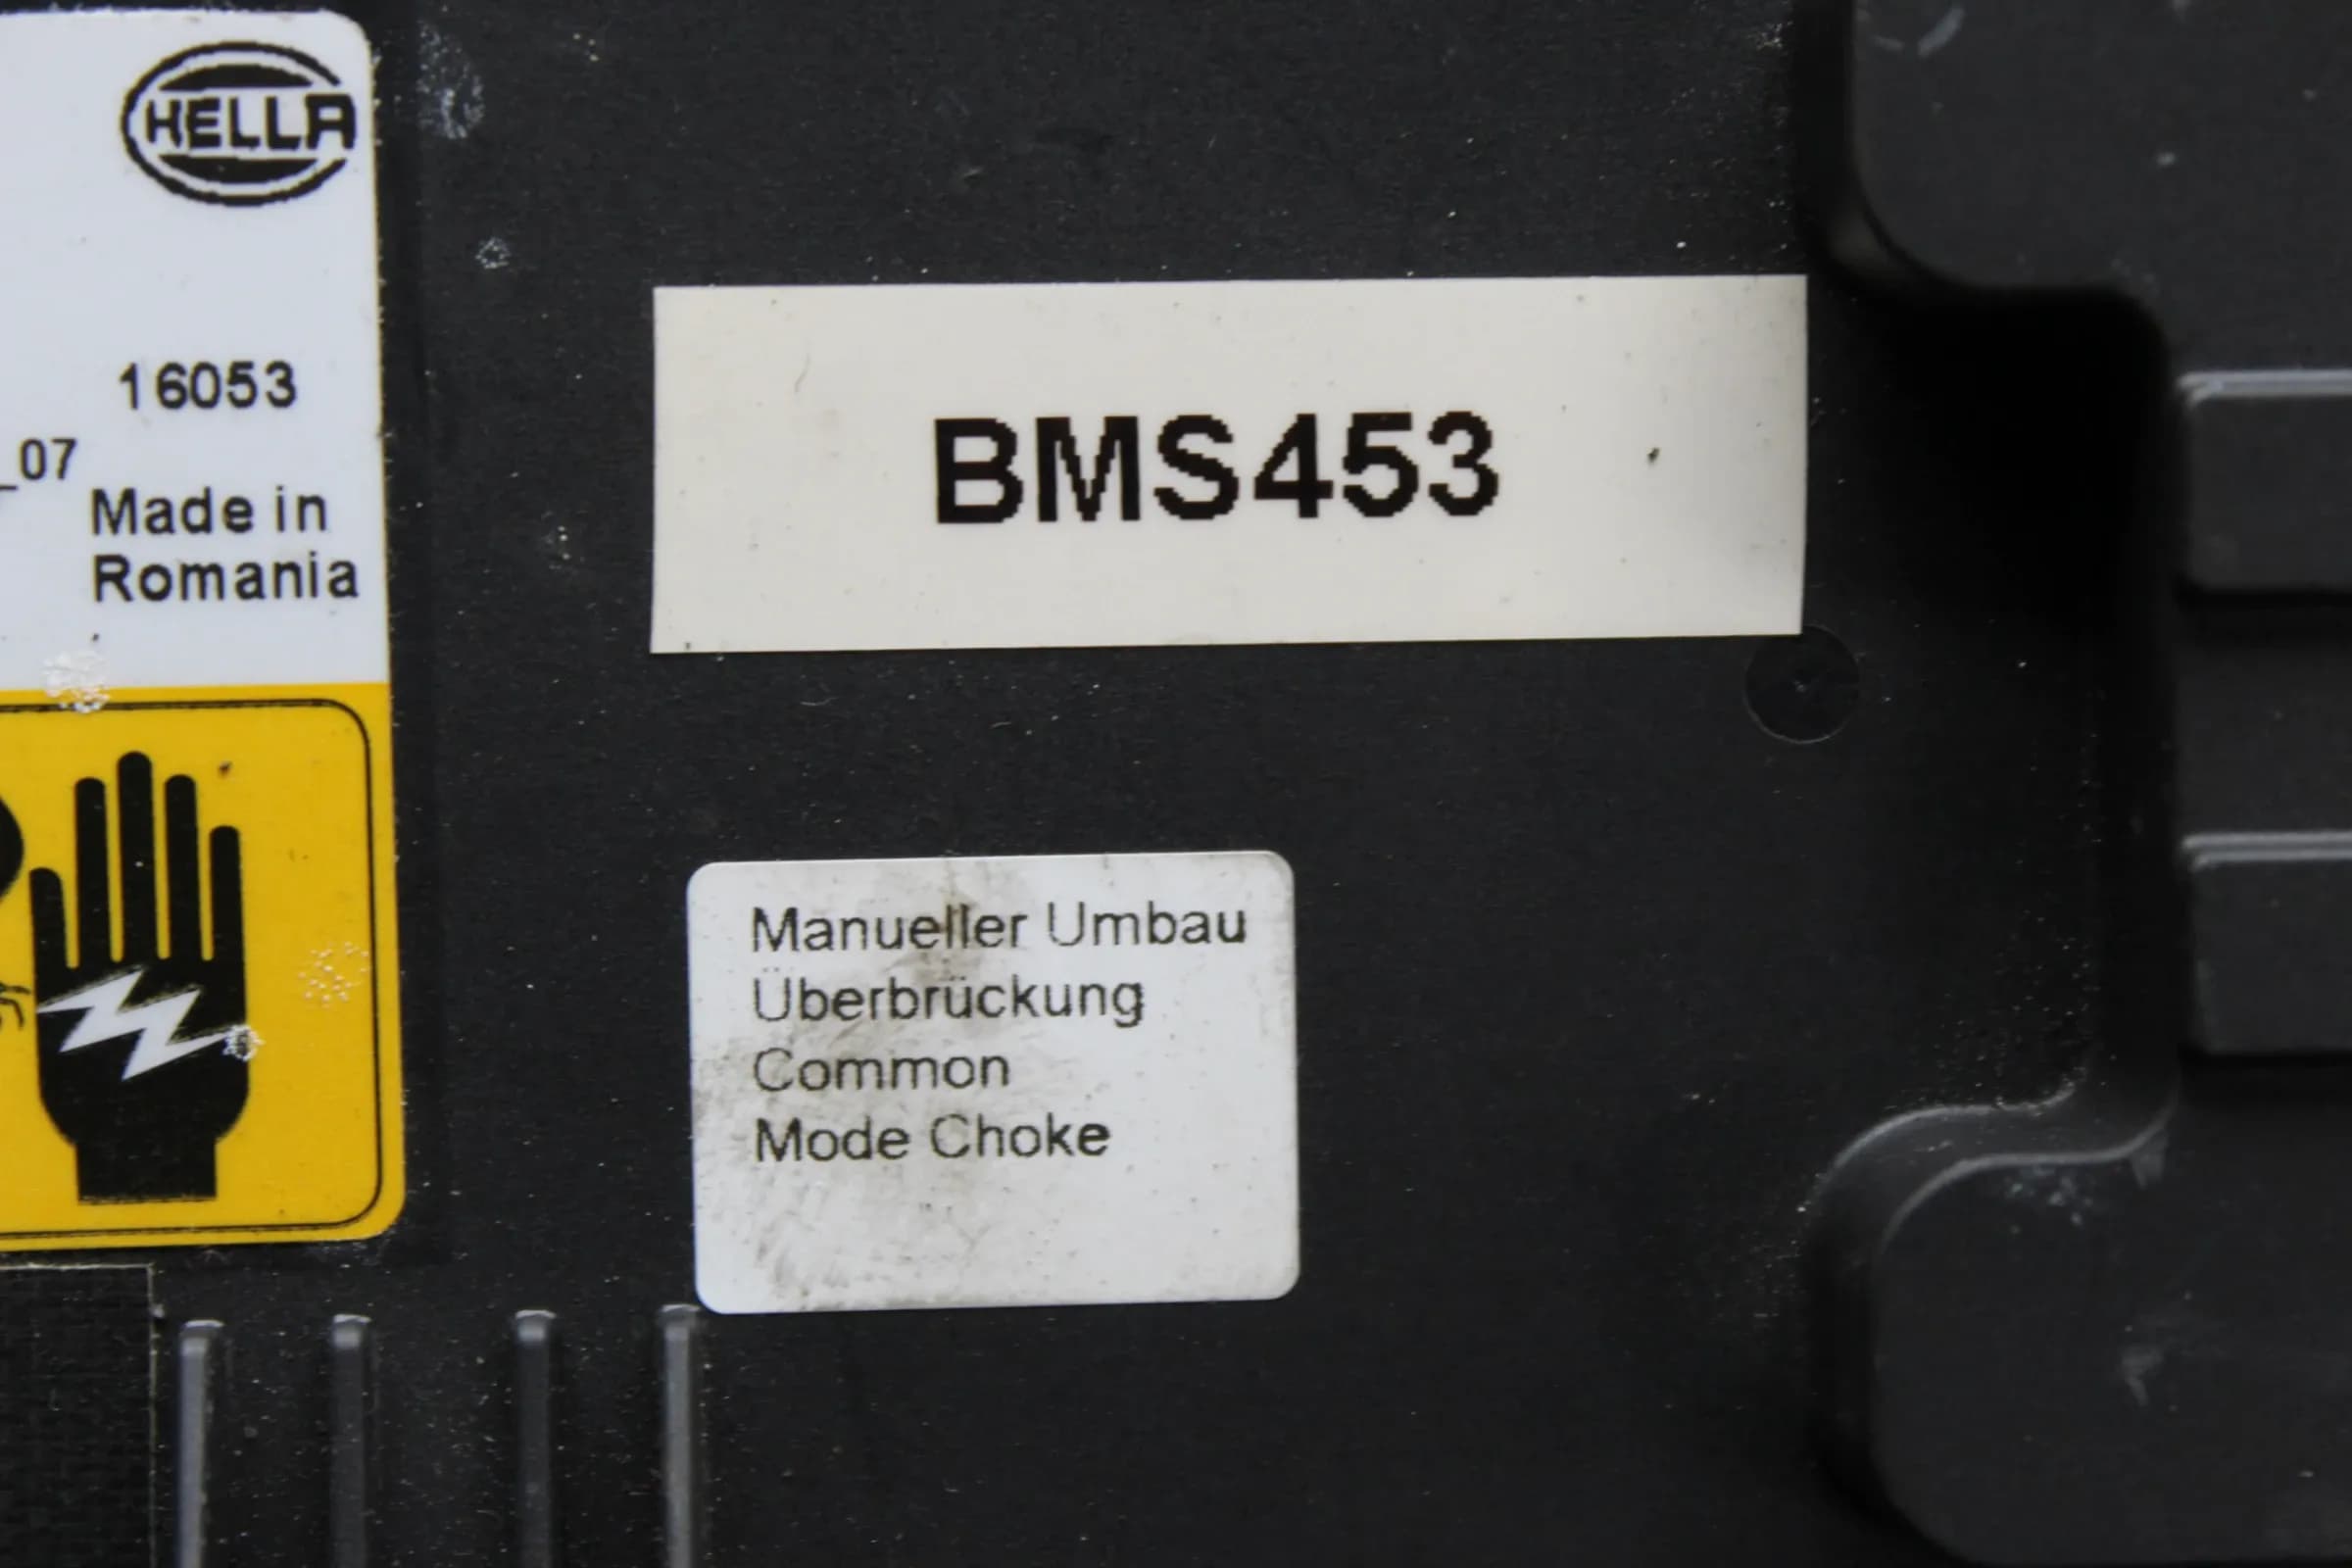 HELLA
16053
_07
Made in
Romania
BMS453
Manueller Umbau
Überbrückung
Common
Mode Choke